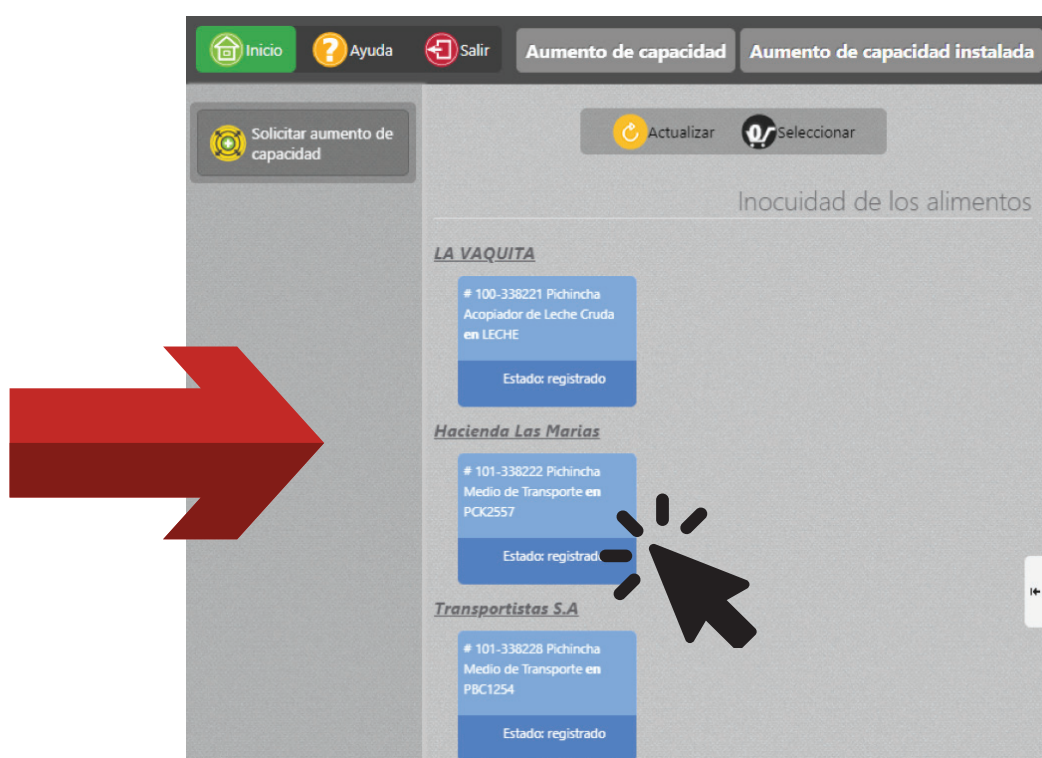 Inicio
Ayuda
Salir
Aumento de capacidad
Aumento de capacidad instalada
Solicitar aumento de
capacidad
Actualizar
Seleccionar
Inocuidad de los alimentos
LA VAQUITA
# 100-338221 Pichincha
Acopiador de Leche Cruda
en LECHE
Estado: registrado
Hacienda Las Marias
# 101-338222 Pichincha
Medio de Transporte en
PCK2557
Estado: registrado
Transportistas S.A
# 101-338228 Pichincha
Medio de Transporte en
PBC1254
Estado: registrado